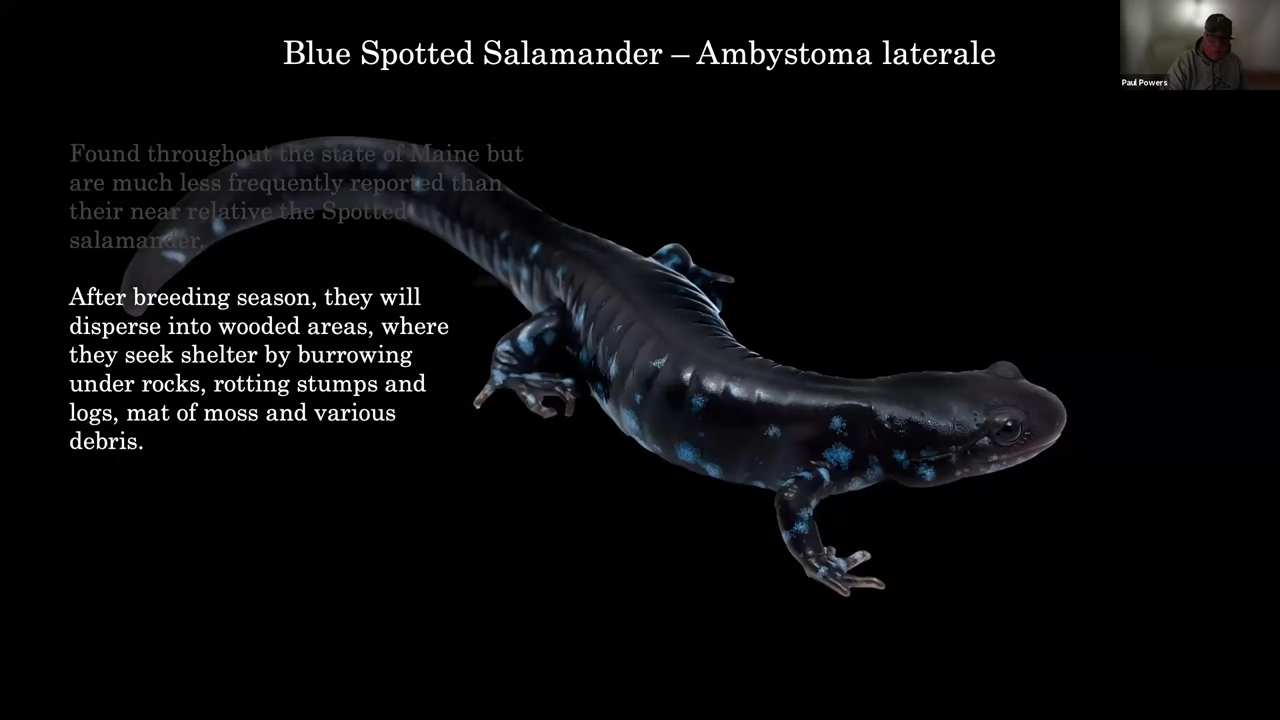 Blue Spotted Salamander – Ambystoma laterale
Paul Powers
Found throughout the state of Maine but
are much less frequently reported than
their near relative the Spotted
salamander.
After breeding season, they will
disperse into wooded areas, where
they seek shelter by burrowing
under rocks, rotting stumps and
logs, mat of moss and various
debris.